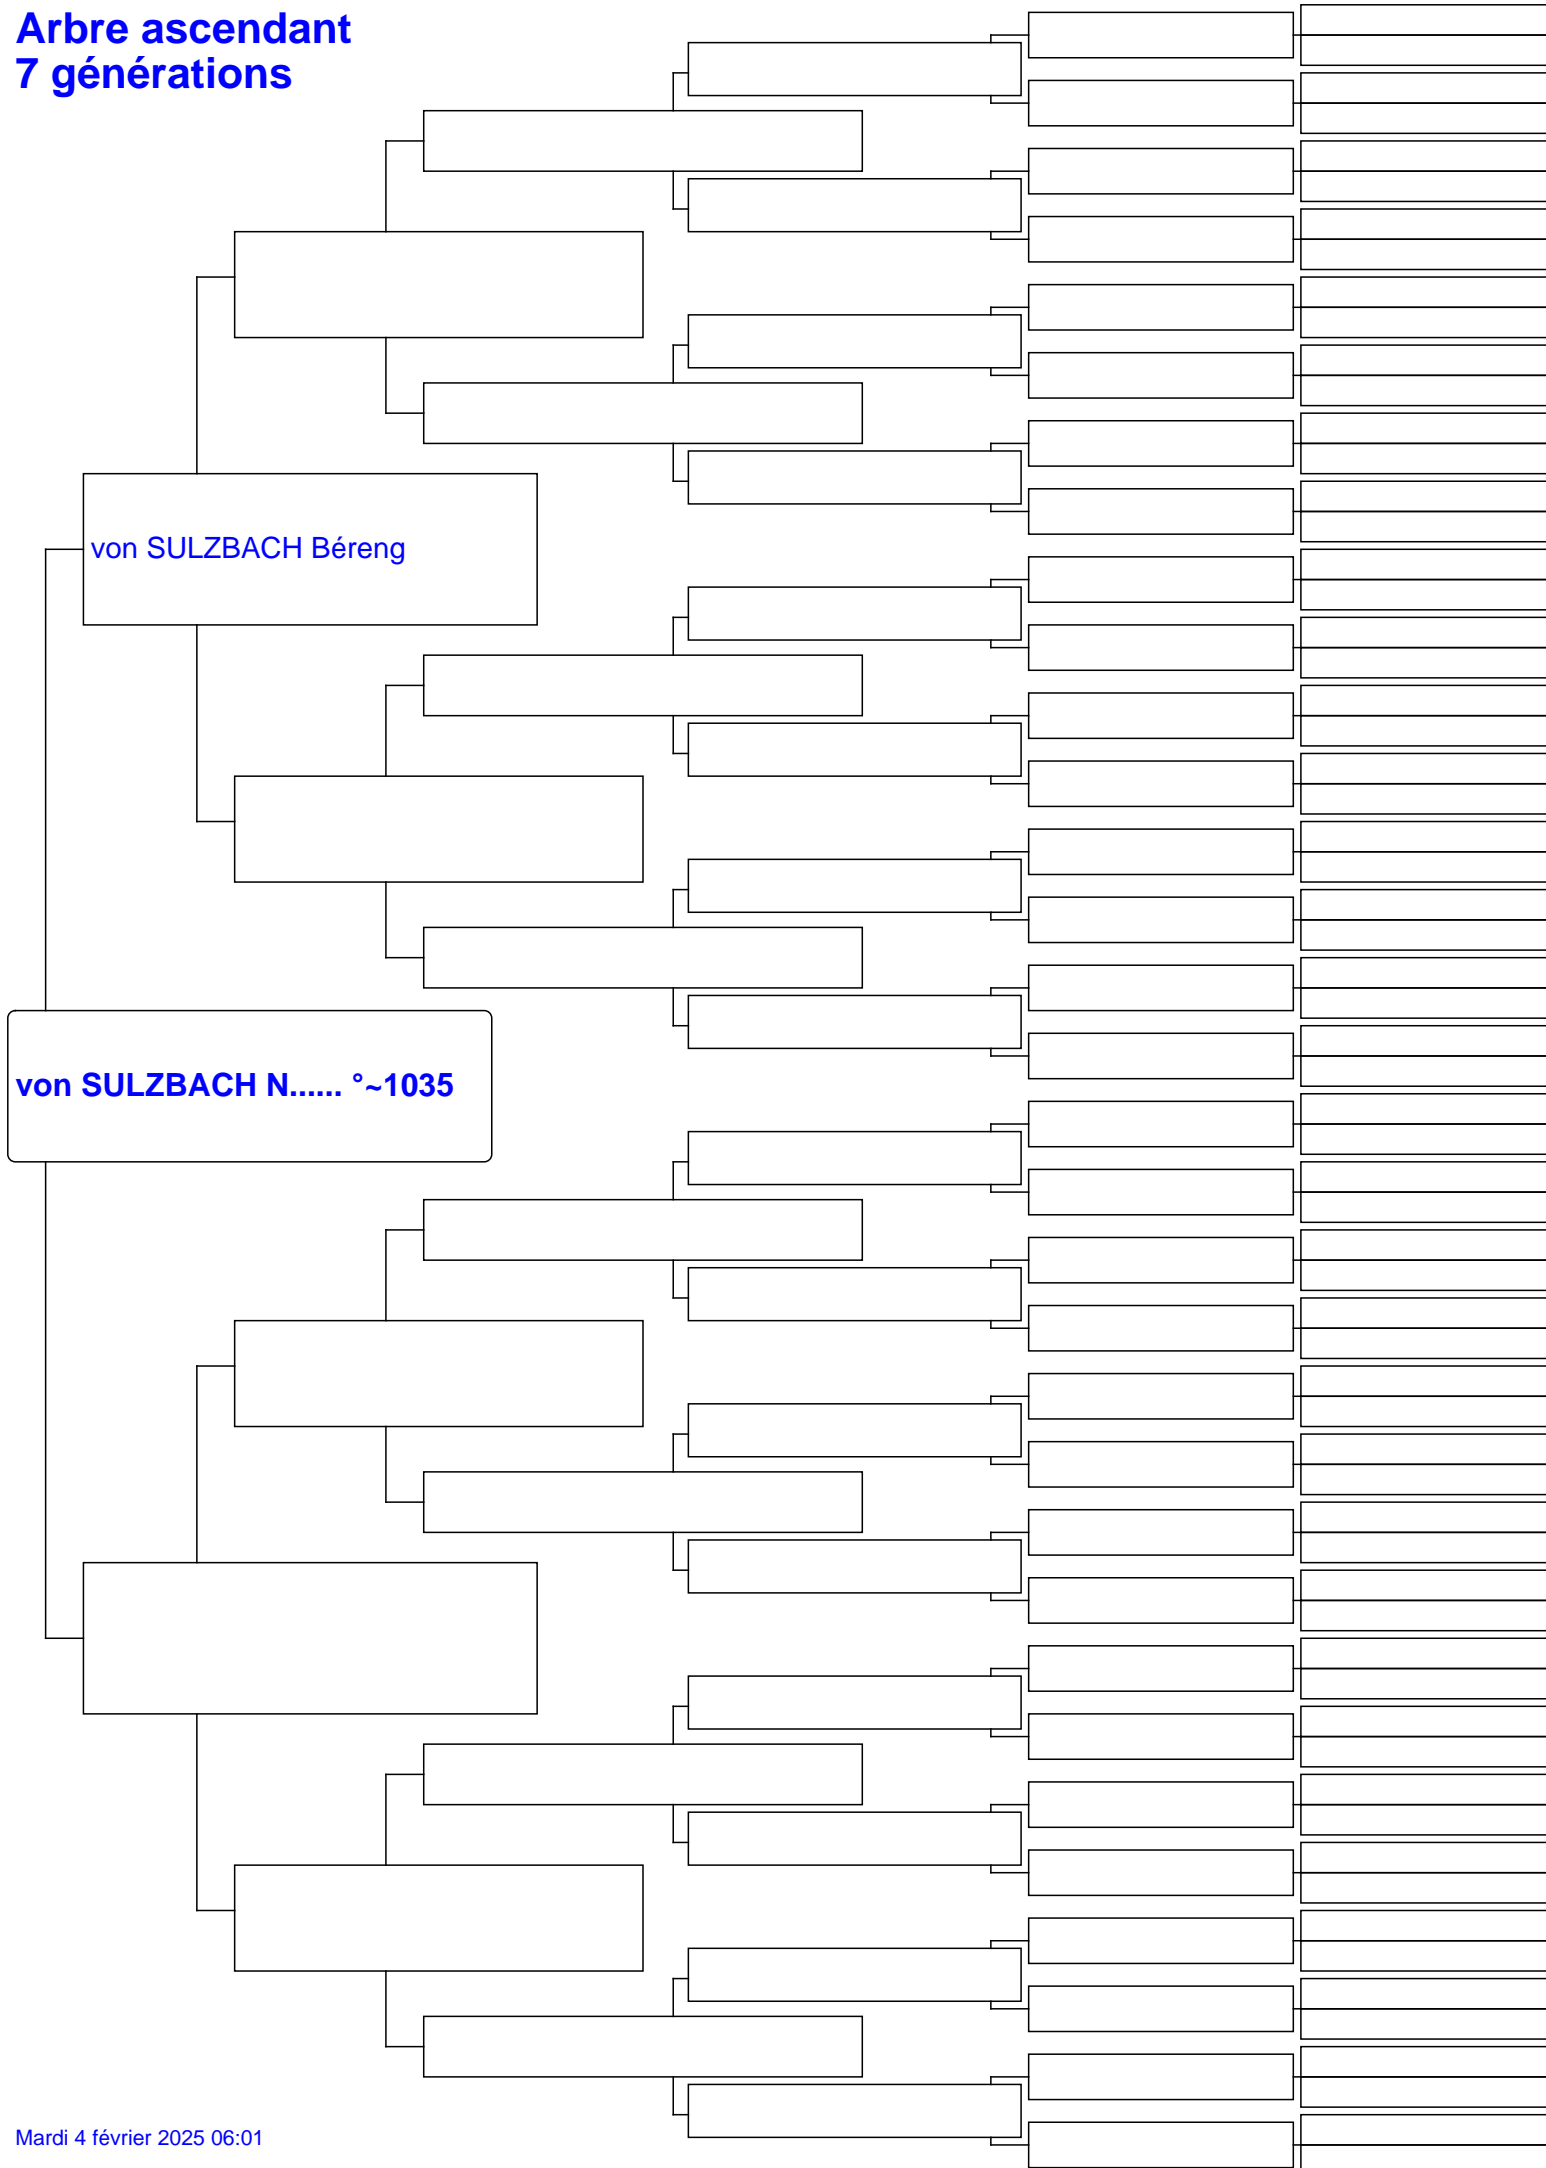 Arbre ascendant
7 générations
von SULZBACH Béreng
von SULZBACH N...... °~1035
Mardi 4 février 2025 06:01